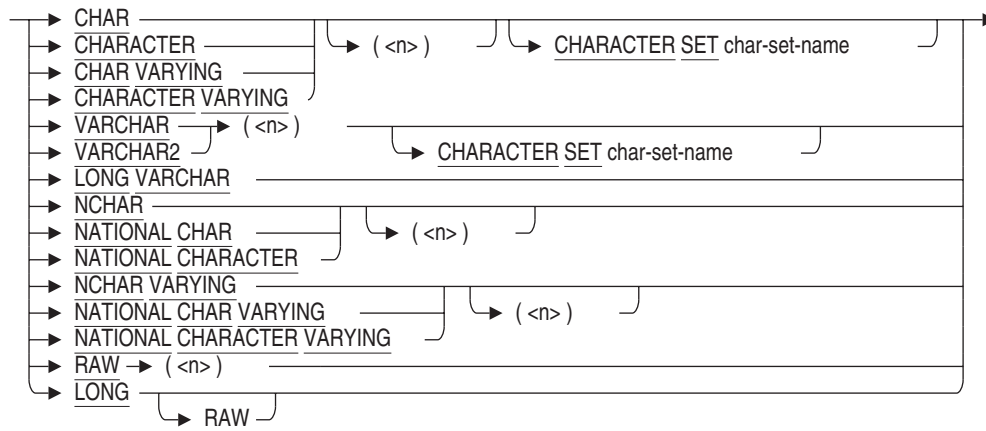 CHAR ( <n> ) CHARACTER SET char-set-name
CHARACTER
CHAR VARYING
CHARACTER VARYING
VARCHAR ( <n> )
VARCHAR2 CHARACTER SET char-set-name
LONG VARCHAR
NCHAR
NATIONAL CHAR ( <n> )
NATIONAL CHARACTER
NCHAR VARYING
NATIONAL CHAR VARYING ( <n> )
NATIONAL CHARACTER VARYING
RAW ( <n> )
LONG
RAW